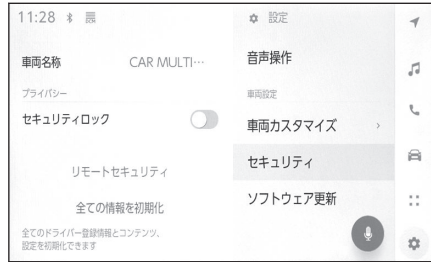 11:28
車両名称 CAR MULTI…
プライバシー
セキュリティロック
リモートセキュリティ
全ての情報を初期化
全てのドライバー登録情報とコンテンツ、
設定を初期化できます
設定
音声操作
車両設定
車両カスタマイズ
セキュリティ
ソフトウェア更新